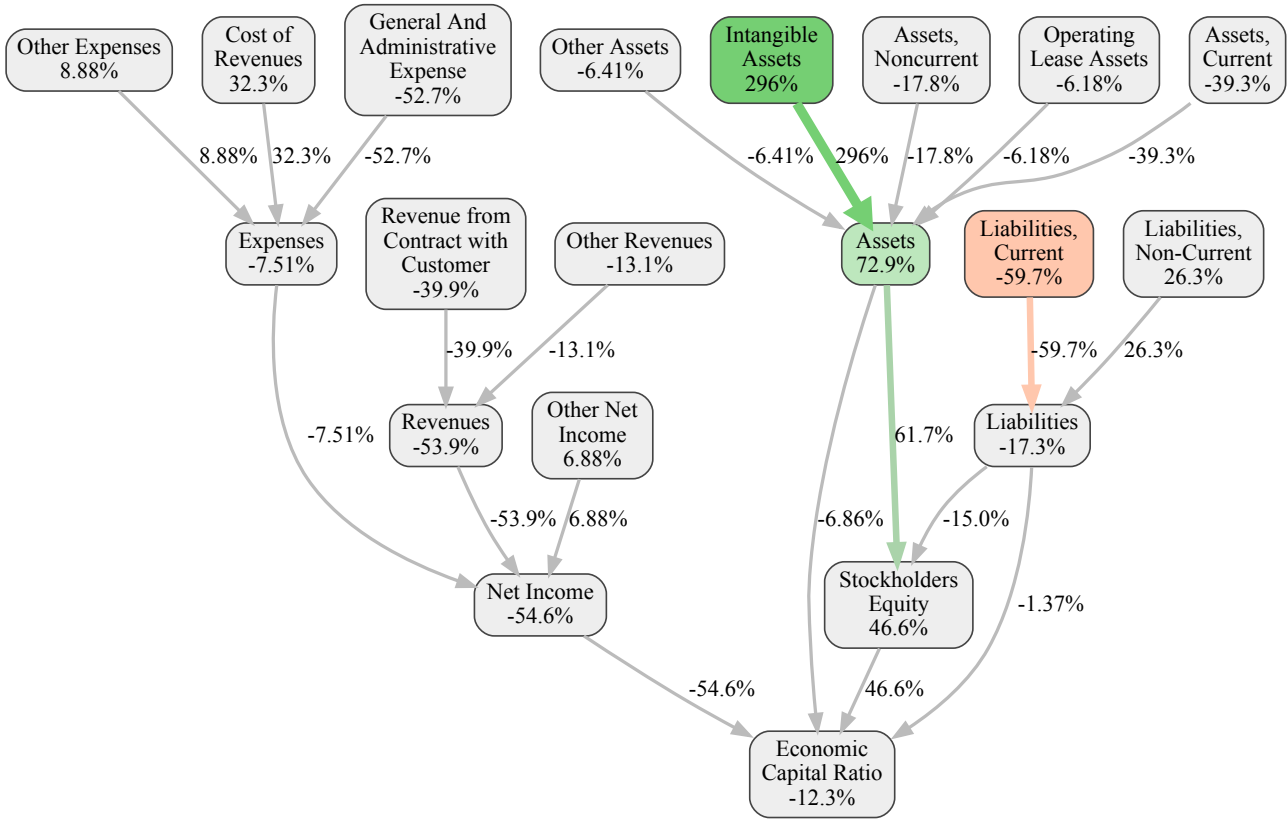 Other Expenses
8.88%
Cost of
Revenues
32.3%
General And
Administrative
Expense
-52.7%
Other Assets
-6.41%
Intangible
Assets
296%
Assets,
Noncurrent
-17.8%
Operating
Lease Assets
-6.18%
Assets,
Current
-39.3%
8.88%
32.3%
-52.7%
-6.41%
296%
-17.8%
-6.18%
-39.3%
Expenses
-7.51%
Revenue from
Contract with
Customer
-39.9%
Other Revenues
-13.1%
Assets
72.9%
Liabilities,
Current
-59.7%
Liabilities,
Non-Current
26.3%
-39.9%
-13.1%
-59.7%
26.3%
-7.51%
Revenues
-53.9%
Other Net
Income
6.88%
61.7%
Liabilities
-17.3%
-53.9%
6.88%
-6.86%
-15.0%
Net Income
-54.6%
Stockholders
Equity
46.6%
-1.37%
-54.6%
46.6%
Economic
Capital Ratio
-12.3%